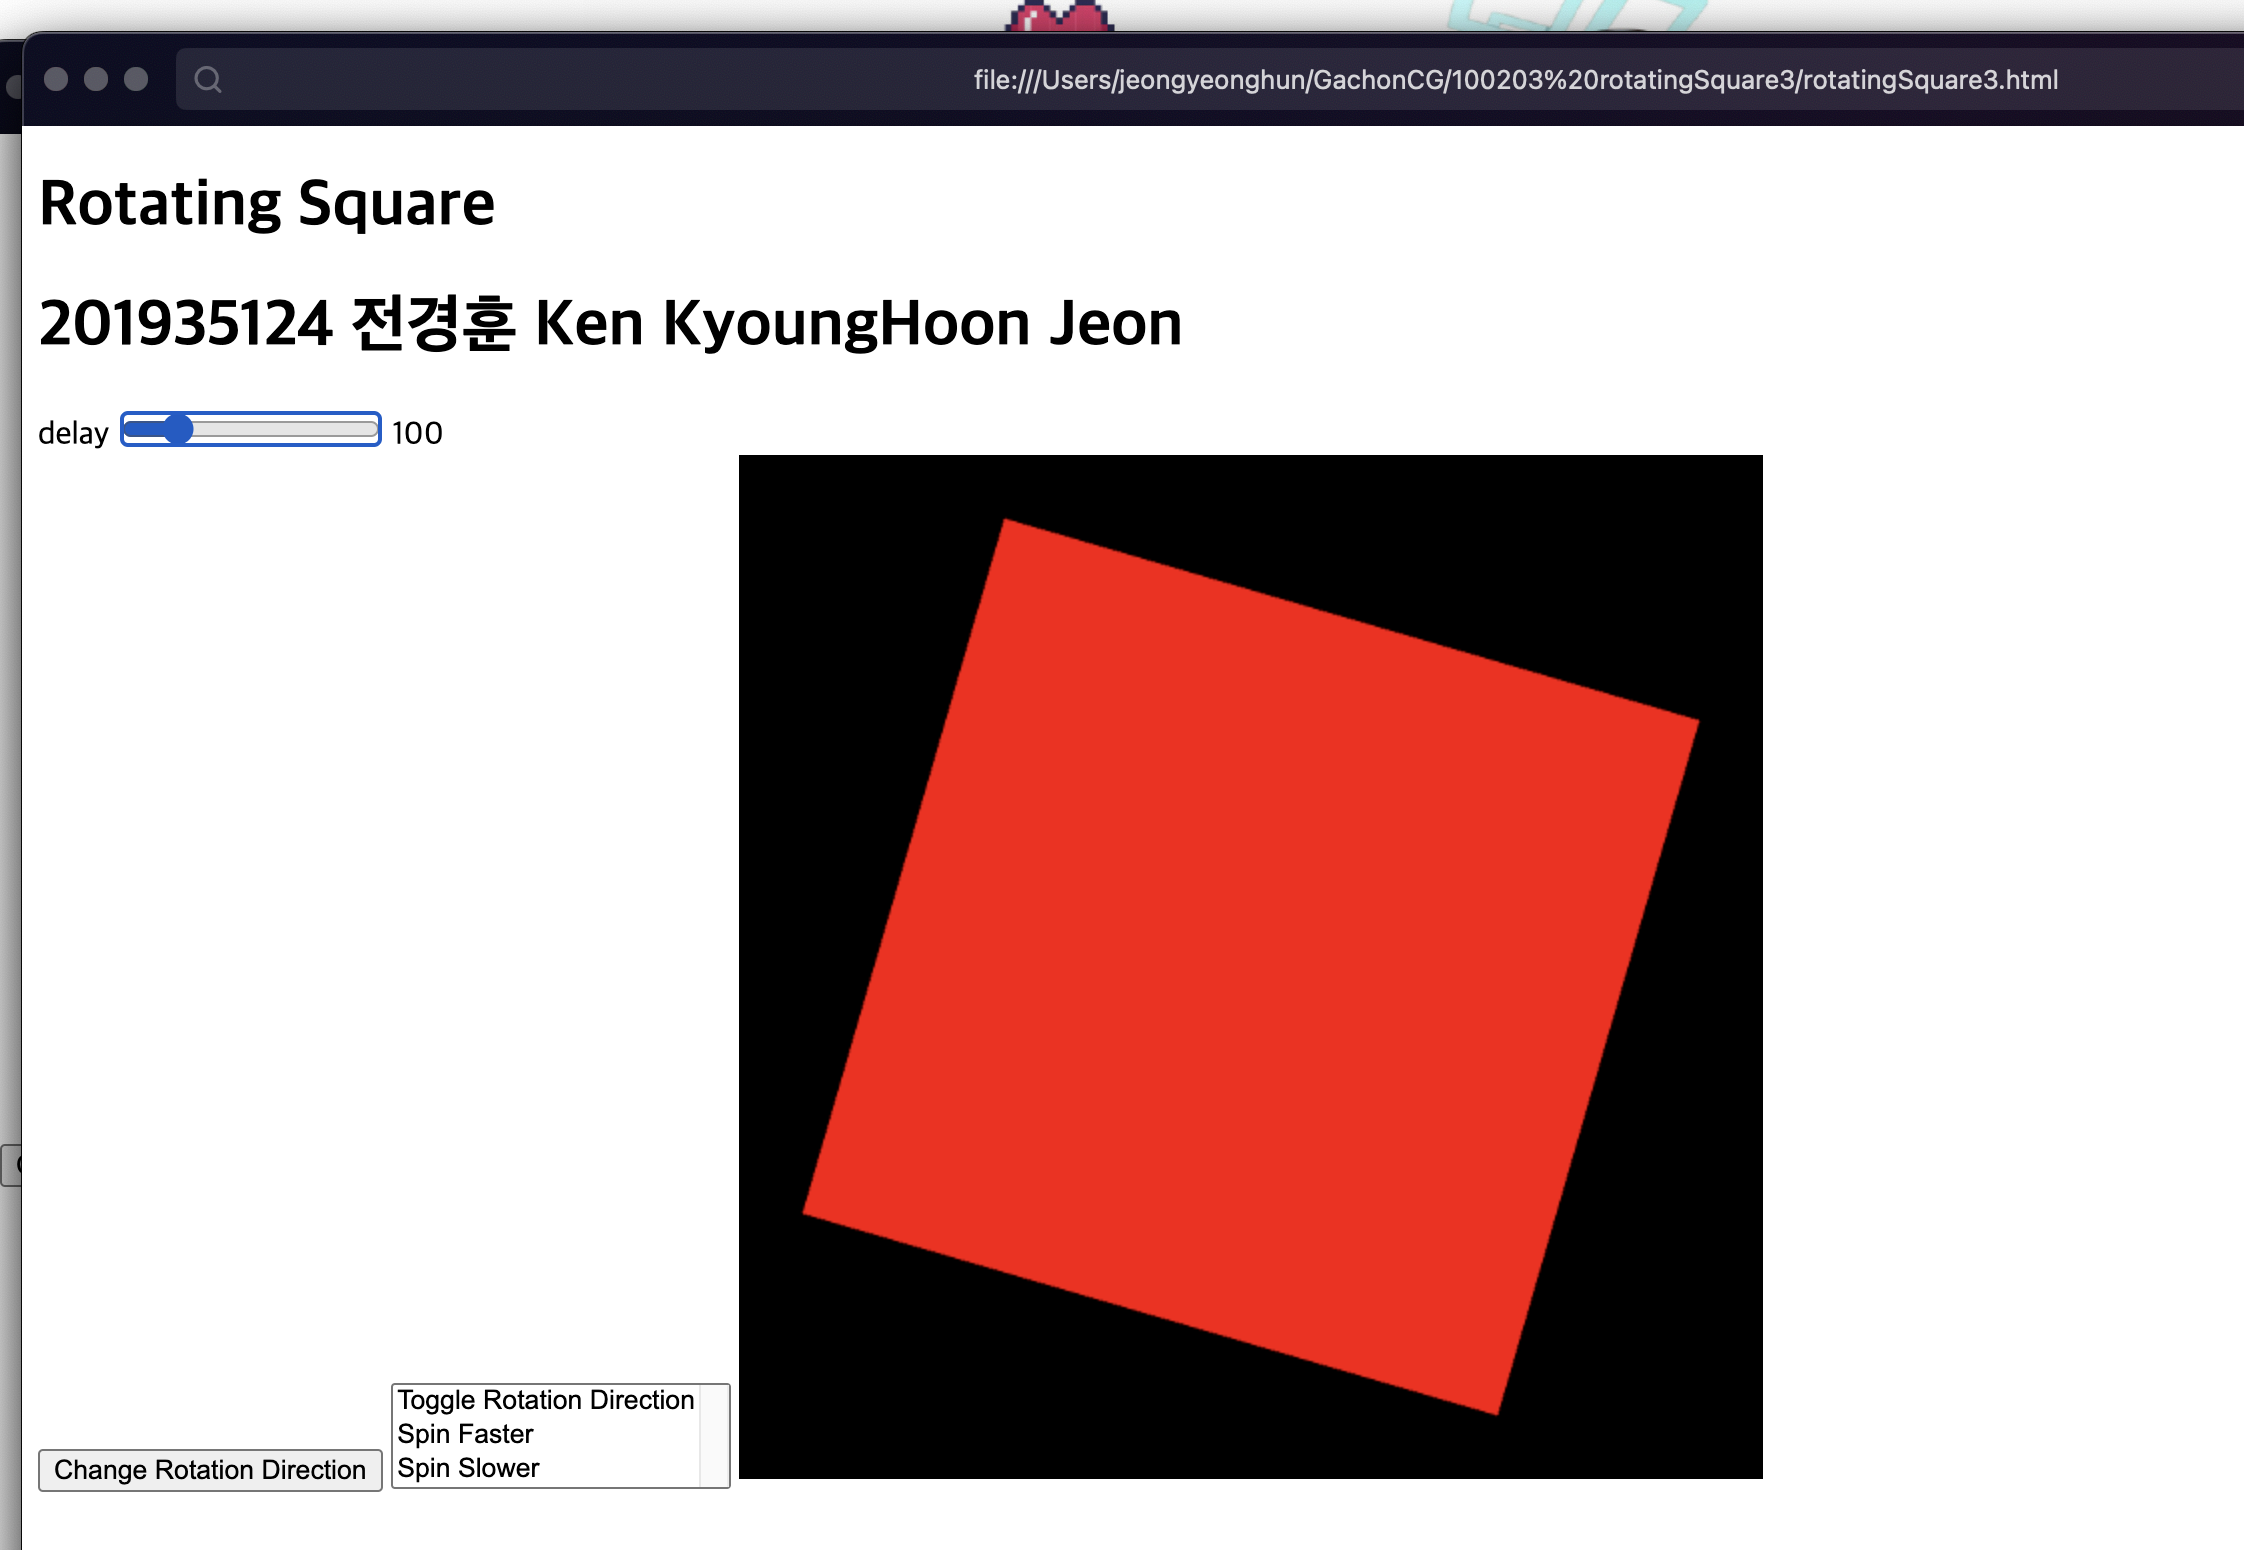 file:///Users/jeongyeonghun/GachonCG/100203%20rotatingSquare3/rotatingSquare3.html
Rotating Square
201935124 전경훈 Ken KyoungHoon Jeon
delay 100
Toggle Rotation Direction
Spin Faster
Spin Slower
Change Rotation Direction